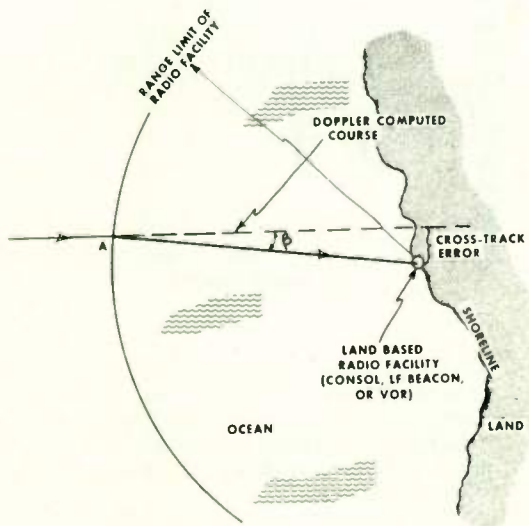 RANGE LIMIT OF
RADIO FACILITY
DOPPLER COMPUTED
COURSE
A
β
CROSS-TRACK
ERROR
LAND BASED
RADIO FACILITY
(CONSOL, LF BEACON,
OR VOR)
SHORELINE
OCEAN
LAND